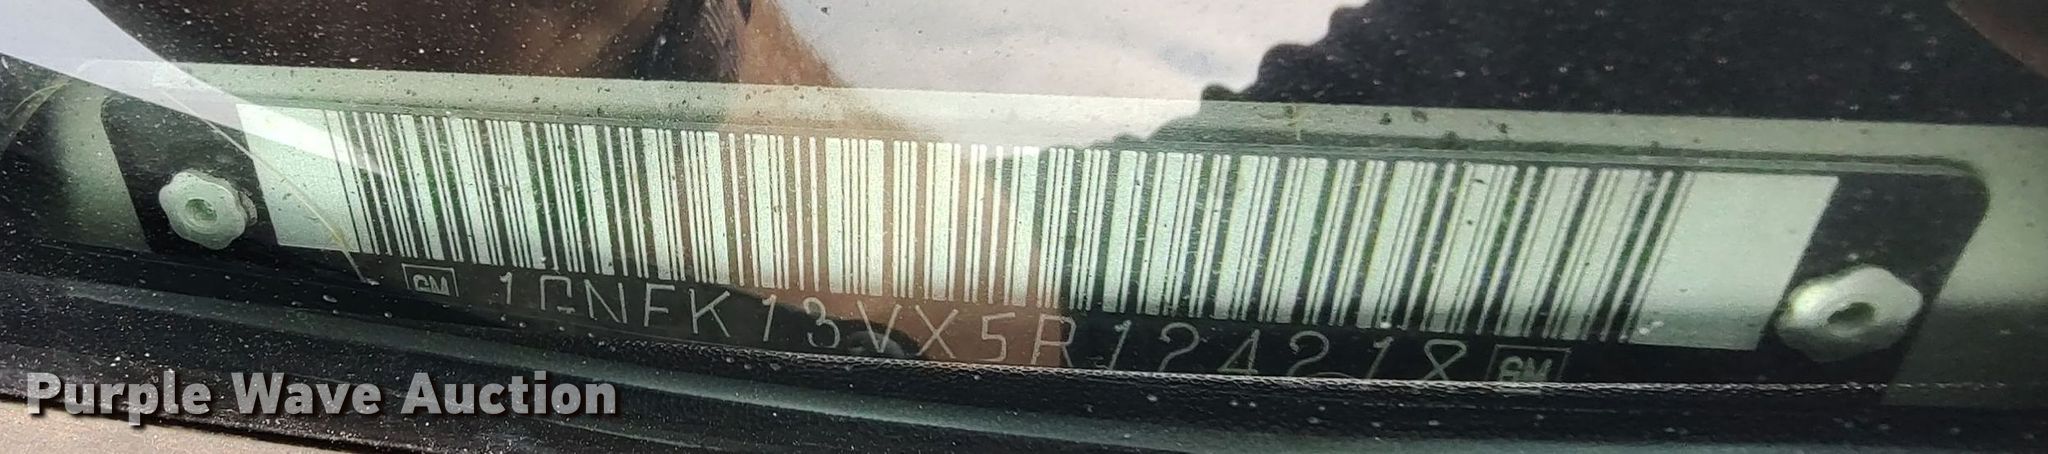 GM 1GNEK13VX5R124218 GM
Purple Wave Auction